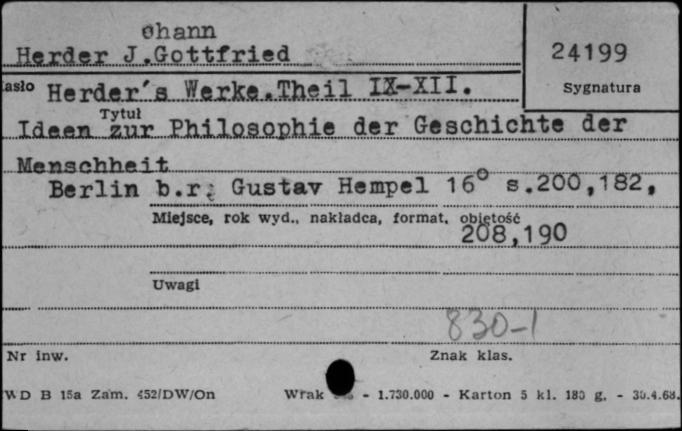 ohann
Herder J.Gottfried
24199
Sygnatura
asło Herder's Werke.Theil IX-XII.
Tytuł
Ideen zur Philosophie der Geschichte der
Menschheit
Berlin b.r; Gustav Hempel 16° s.200,182,
Miejsce, rok wyd., nakładca, format, objętość
208,190
Uwagi
830-1
Nr inw.
Znak klas.
WD B 15a Zam. 452/DW/On Wrak - 1.730.000 - Karton 5 kl. 180 g. - 30.4.68.